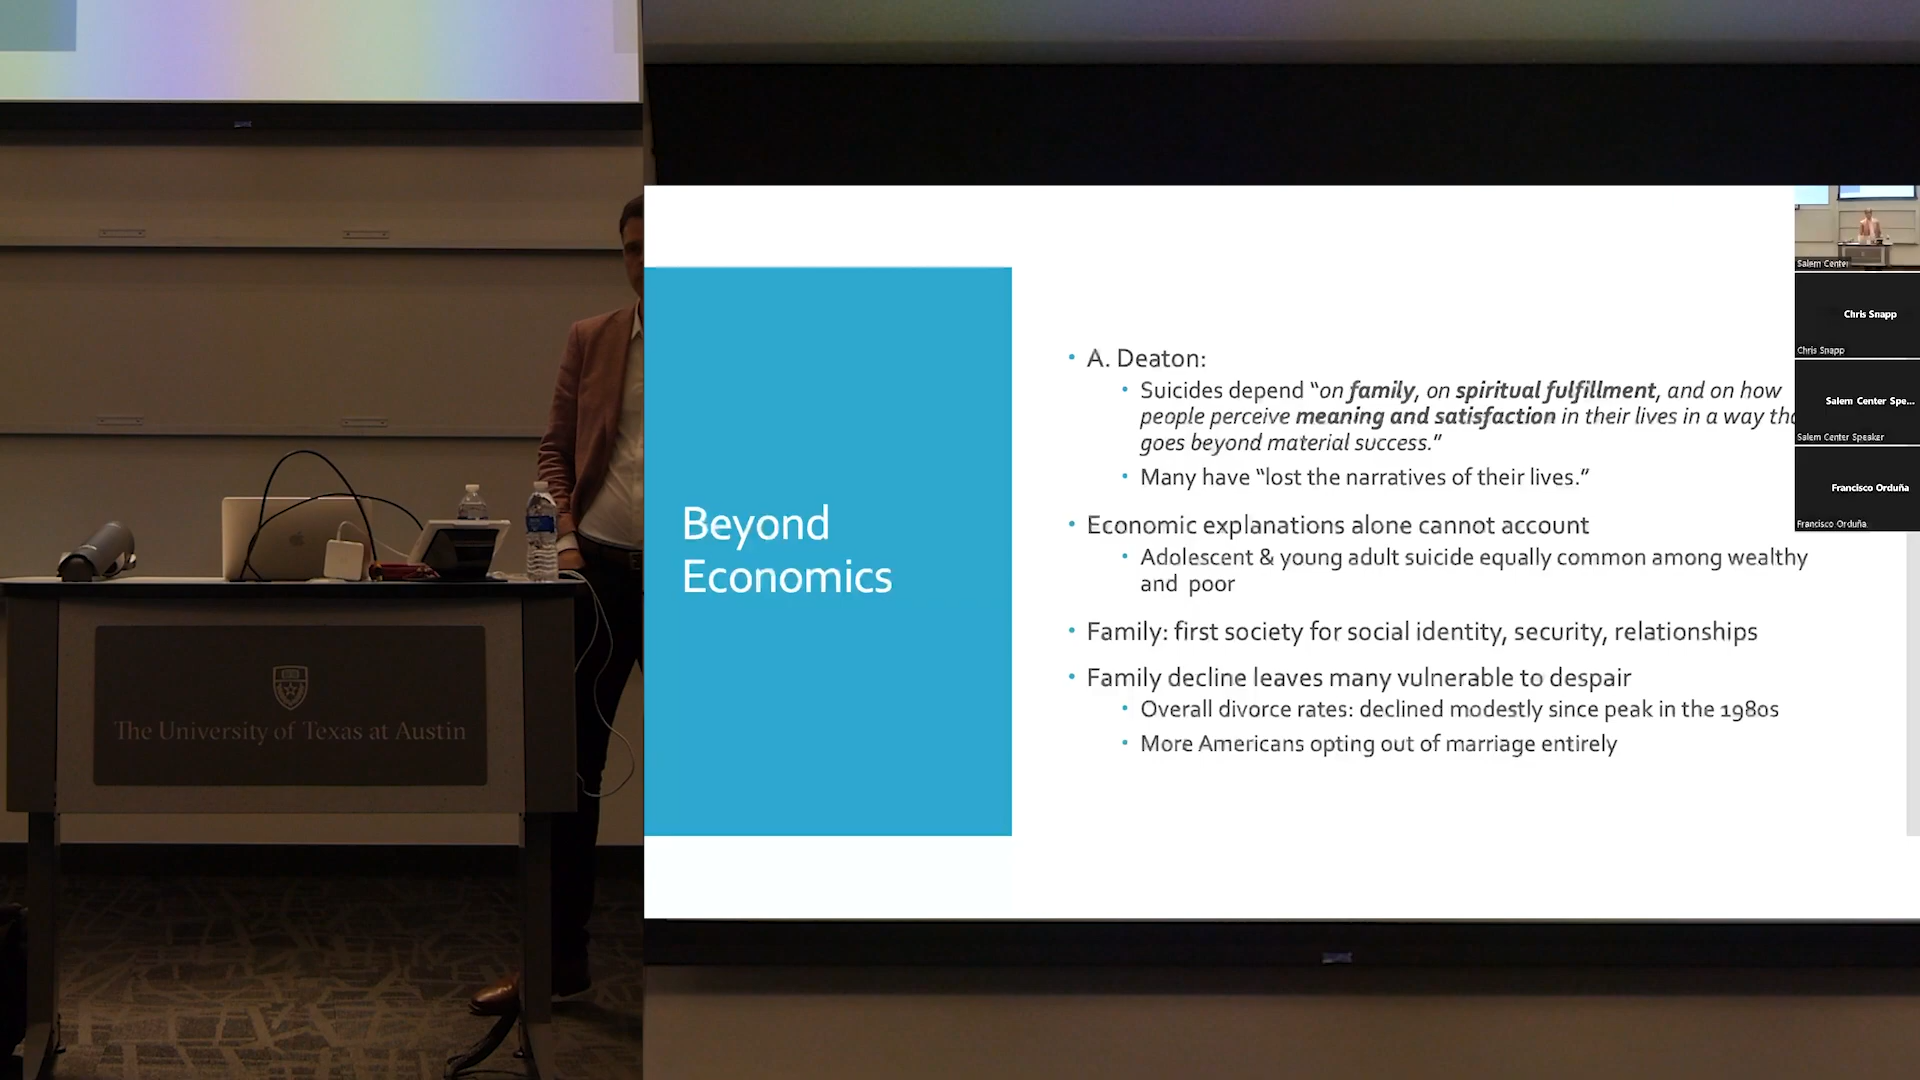 The University of Texas at Austin
Beyond
Economics
• A. Deaton:
• Suicides depend “on family, on spiritual fulfillment, and on how
people perceive meaning and satisfaction in their lives in a way
goes beyond material success.”
• Many have “lost the narratives of their lives.”
• Economic explanations alone cannot account
• Adolescent & young adult suicide equally common among wealthy
and poor
• Family: first society for social identity, security, relationships
• Family decline leaves many vulnerable to despair
• Overall divorce rates: declined modestly since peak in the 1980s
• More Americans opting out of marriage entirely
Salem Center
Chris Snapp
Chris Snapp
Salem Center Spe...
Salem Center Speaker
Francisco Orduña
Francisco Orduña